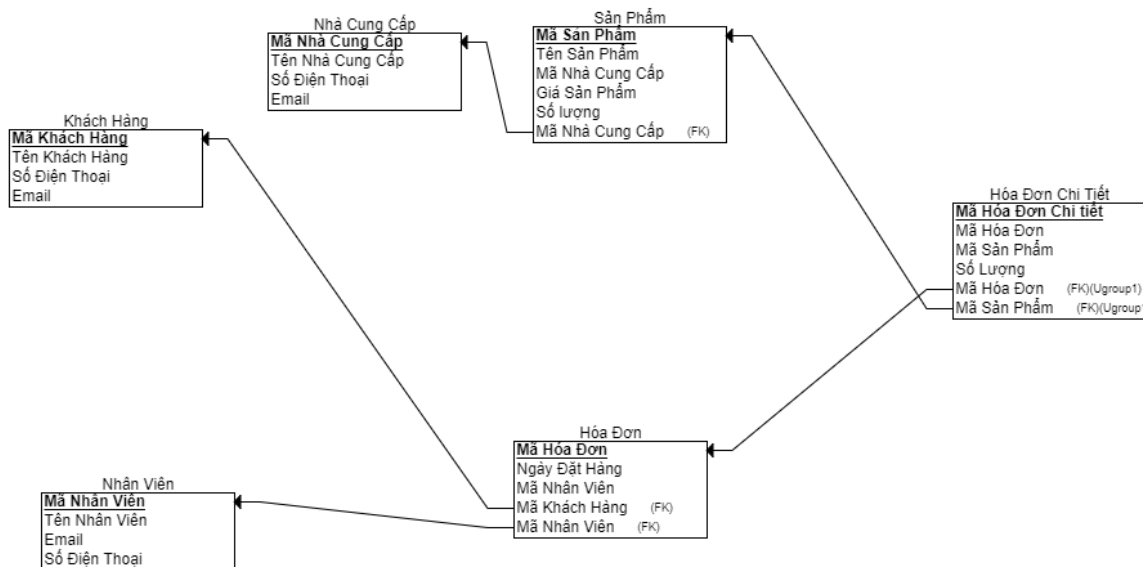 Nhà Cung Cấp
Mã Nhà Cung Cấp
Tên Nhà Cung Cấp
Số Điện Thoại
Email
Sản Phẩm
Mã Sản Phẩm
Tên Sản Phẩm
Mã Nhà Cung Cấp
Giá Sản Phẩm
Số lượng
Mã Nhà Cung Cấp (FK)
Khách Hàng
Mã Khách Hàng
Tên Khách Hàng
Số Điện Thoại
Email
Hóa Đơn Chi Tiết
Mã Hóa Đơn Chi tiết
Mã Hóa Đơn
Mã Sản Phẩm
Số Lượng
Mã Hóa Đơn (FK)(Ugroup1)
Mã Sản Phẩm (FK)(Ugroup1
Hóa Đơn
Mã Hóa Đơn
Ngày Đặt Hàng
Mã Nhân Viên
Mã Khách Hàng (FK)
Mã Nhân Viên (FK)
Nhân Viên
Mã Nhân Viên
Tên Nhân Viên
Email
Số Điện Thoại